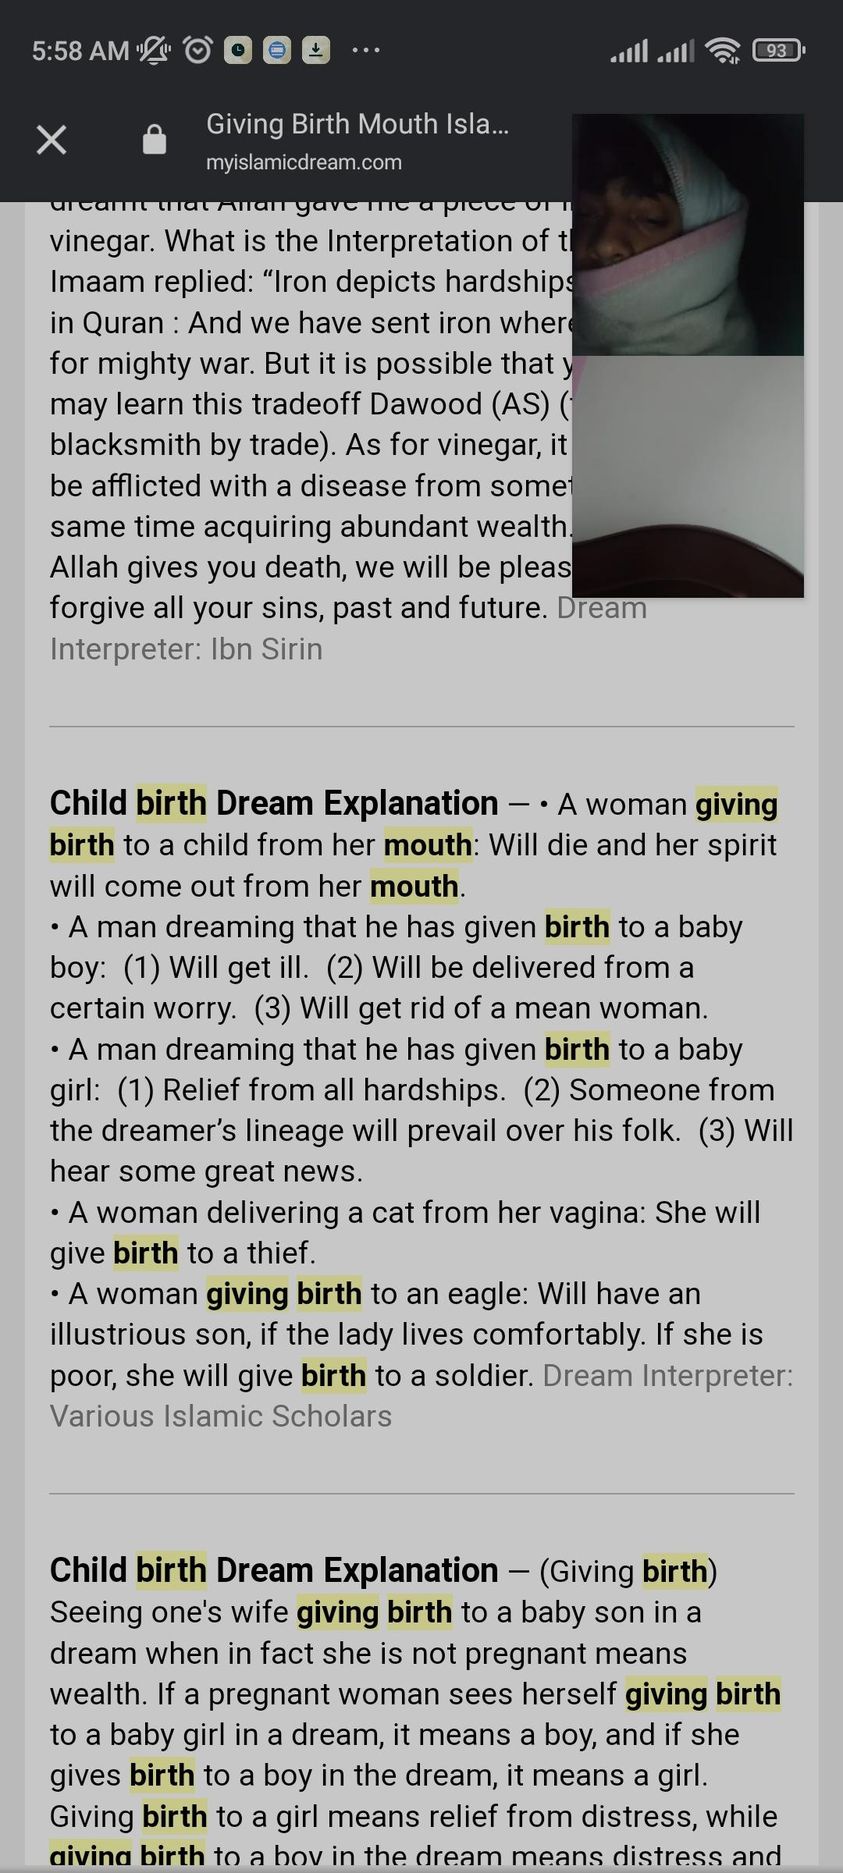 5:58 AM
93
Giving Birth Mouth Isla...
myislamicdream.com
dreamt that Allah gave me a piece of
vinegar. What is the Interpretation of
Imaam replied: “Iron depicts hardships
in Quran : And we have sent iron where
for mighty war. But it is possible that y
may learn this tradeoff Dawood (AS) (
blacksmith by trade). As for vinegar, it
be afflicted with a disease from some
same time acquiring abundant wealth.
Allah gives you death, we will be pleas
forgive all your sins, past and future. Dream
Interpreter: Ibn Sirin
Child birth Dream Explanation — • A woman giving
birth to a child from her mouth: Will die and her spirit
will come out from her mouth.
• A man dreaming that he has given birth to a baby
boy: (1) Will get ill. (2) Will be delivered from a
certain worry. (3) Will get rid of a mean woman.
• A man dreaming that he has given birth to a baby
girl: (1) Relief from all hardships. (2) Someone from
the dreamer’s lineage will prevail over his folk. (3) Will
hear some great news.
• A woman delivering a cat from her vagina: She will
give birth to a thief.
• A woman giving birth to an eagle: Will have an
illustrious son, if the lady lives comfortably. If she is
poor, she will give birth to a soldier. Dream Interpreter:
Various Islamic Scholars
Child birth Dream Explanation — (Giving birth)
Seeing one's wife giving birth to a baby son in a
dream when in fact she is not pregnant means
wealth. If a pregnant woman sees herself giving birth
to a baby girl in a dream, it means a boy, and if she
gives birth to a boy in the dream, it means a girl.
Giving birth to a girl means relief from distress, while
giving birth to a boy in the dream means distress and